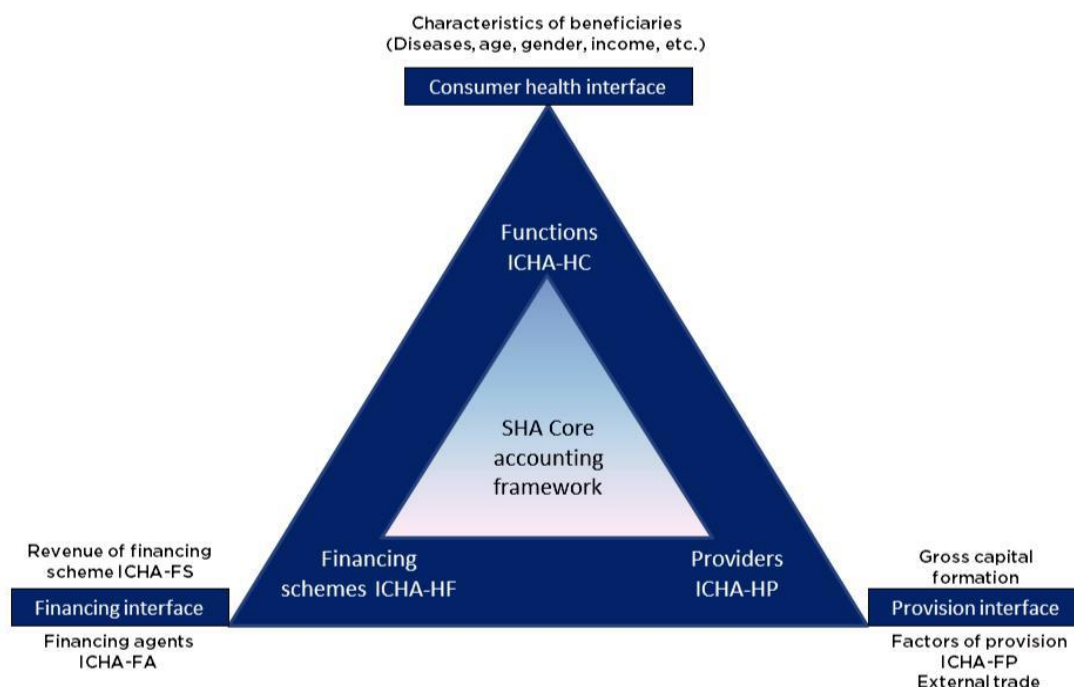 Characteristics of beneficiaries
(Diseases, age, gender, income, etc.)
Consumer health interface
Functions
ICHA-HC
SHA Core
accounting
framework
Financing
schemes ICHA-HF
Providers
ICHA-HP
Revenue of financing
scheme ICHA-FS
Financing interface
Financing agents
ICHA-FA
Gross capital
formation
Provision interface
Factors of provision
ICHA-FP
External trade